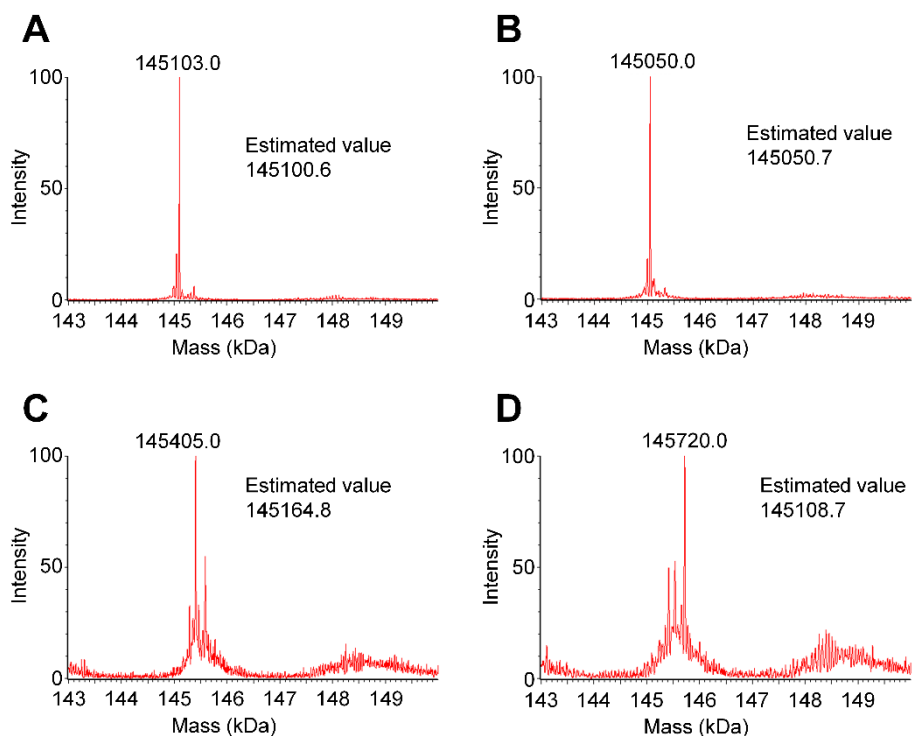 A
145103.0
100
50
0
Intensity
Estimated value
145100.6
143 144 145 146 147 148 149
Mass (kDa)
B
145050.0
100
50
0
Intensity
Estimated value
145050.7
143 144 145 146 147 148 149
Mass (kDa)
C
145405.0
100
50
0
Intensity
Estimated value
145164.8
143 144 145 146 147 148 149
Mass (kDa)
D
145720.0
100
50
0
Intensity
Estimated value
145108.7
143 144 145 146 147 148 149
Mass (kDa)